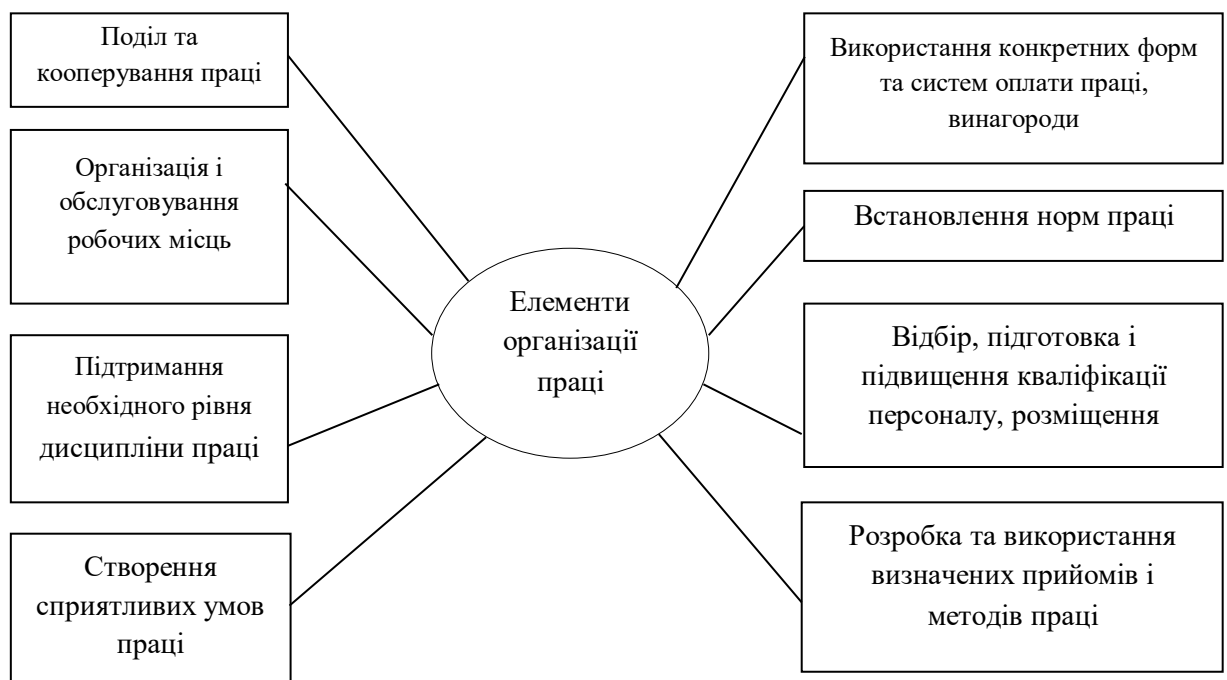 Поділ та
кооперування праці
Організація і
обслуговування
робочих місць
Підтримання
необхідного рівня
дисципліни праці
Створення
сприятливих умов
праці
Елементи
організації
праці
Використання конкретних форм
та систем оплати праці,
винагороди
Встановлення норм праці
Відбір, підготовка і
підвищення кваліфікації
персоналу, розміщення
Розробка та використання
визначених прийомів і
методів праці